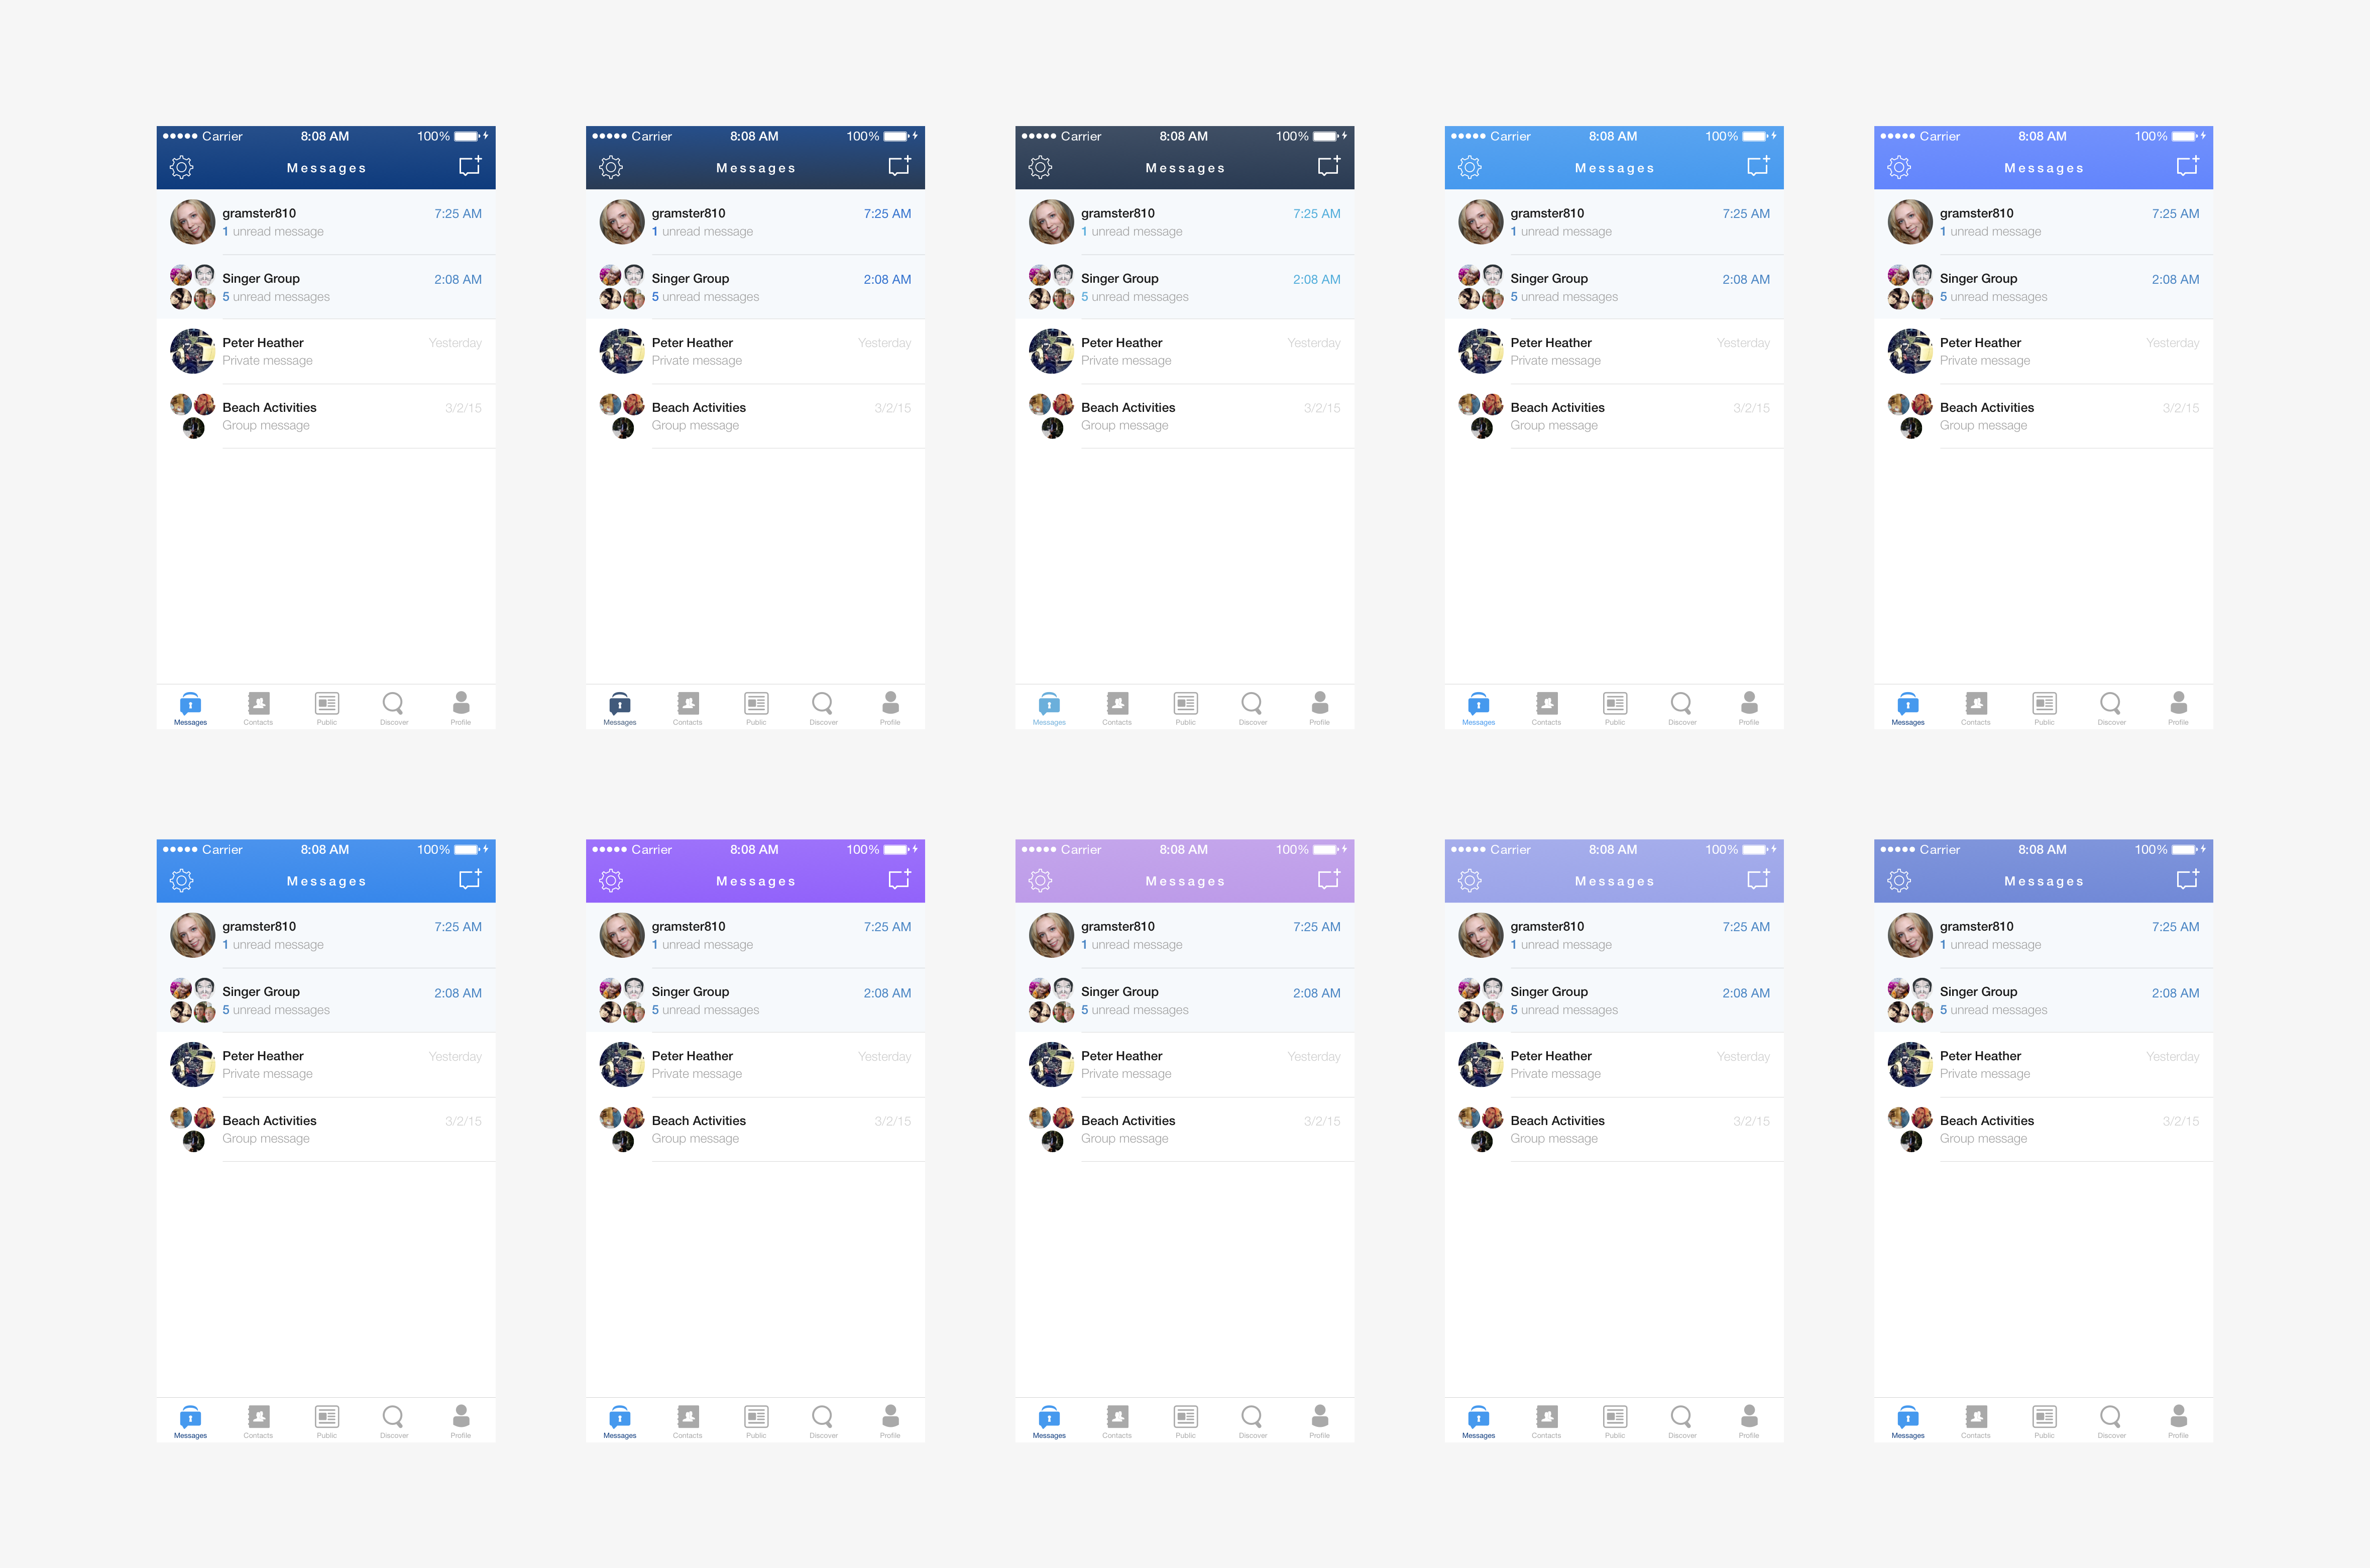 Carrier 8:08 AM 100%
Messages
gramster810 7:25 AM
1 unread message
Singer Group 2:08 AM
5 unread messages
Peter Heather Yesterday
Private message
Beach Activities 3/2/15
Group message
Messages Contacts Public Discover Profile
Carrier 8:08 AM 100%
Messages
gramster810 7:25 AM
1 unread message
Singer Group 2:08 AM
5 unread messages
Peter Heather Yesterday
Private message
Beach Activities 3/2/15
Group message
Messages Contacts Public Discover Profile
Carrier 8:08 AM 100%
Messages
gramster810 7:25 AM
1 unread message
Singer Group 2:08 AM
5 unread messages
Peter Heather Yesterday
Private message
Beach Activities 3/2/15
Group message
Messages Contacts Public Discover Profile
Carrier 8:08 AM 100%
Messages
gramster810 7:25 AM
1 unread message
Singer Group 2:08 AM
5 unread messages
Peter Heather Yesterday
Private message
Beach Activities 3/2/15
Group message
Messages Contacts Public Discover Profile
Carrier 8:08 AM 100%
Messages
gramster810 7:25 AM
1 unread message
Singer Group 2:08 AM
5 unread messages
Peter Heather Yesterday
Private message
Beach Activities 3/2/15
Group message
Messages Contacts Public Discover Profile
Carrier 8:08 AM 100%
Messages
gramster810 7:25 AM
1 unread message
Singer Group 2:08 AM
5 unread messages
Peter Heather Yesterday
Private message
Beach Activities 3/2/15
Group message
Messages Contacts Public Discover Profile
Carrier 8:08 AM 100%
Messages
gramster810 7:25 AM
1 unread message
Singer Group 2:08 AM
5 unread messages
Peter Heather Yesterday
Private message
Beach Activities 3/2/15
Group message
Messages Contacts Public Discover Profile
Carrier 8:08 AM 100%
Messages
gramster810 7:25 AM
1 unread message
Singer Group 2:08 AM
5 unread messages
Peter Heather Yesterday
Private message
Beach Activities 3/2/15
Group message
Messages Contacts Public Discover Profile
Carrier 8:08 AM 100%
Messages
gramster810 7:25 AM
1 unread message
Singer Group 2:08 AM
5 unread messages
Peter Heather Yesterday
Private message
Beach Activities 3/2/15
Group message
Messages Contacts Public Discover Profile
Carrier 8:08 AM 100%
Messages
gramster810 7:25 AM
1 unread message
Singer Group 2:08 AM
5 unread messages
Peter Heather Yesterday
Private message
Beach Activities 3/2/15
Group message
Messages Contacts Public Discover Profile